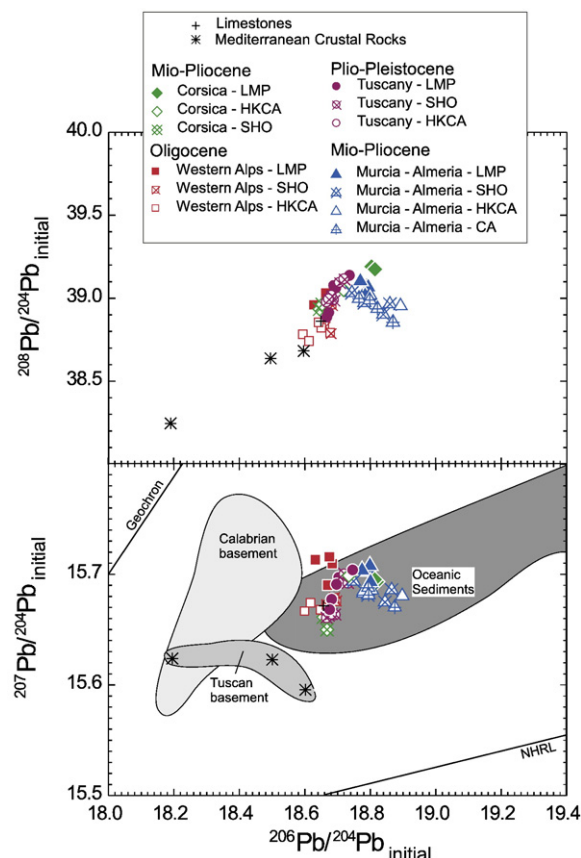 + Limestones
Mediterranean Crustal Rocks
Mio-Pliocene
Corsica - LMP
Corsica - HKCA
Corsica - SHO
Oligocene
Western Alps - LMP
Western Alps - SHO
Western Alps - HKCA
Plio-Pleistocene
Tuscany - LMP
Tuscany - SHO
Tuscany - HKCA
Mio-Pliocene
Murcia - Almeria - LMP
Murcia - Almeria - SHO
Murcia - Almeria - HKCA
Murcia - Almeria - CA
40.0
39.5
39.0
38.5
208Pb/204Pb initial
Geochron
Calabrian
basement
Oceanic
Sediments
Tuscan
basement
NHRL
15.7
15.6
15.5
207Pb/204Pb initial
18.0 18.2 18.4 18.6 18.8 19.0 19.2 19.4
206Pb/204Pb initial